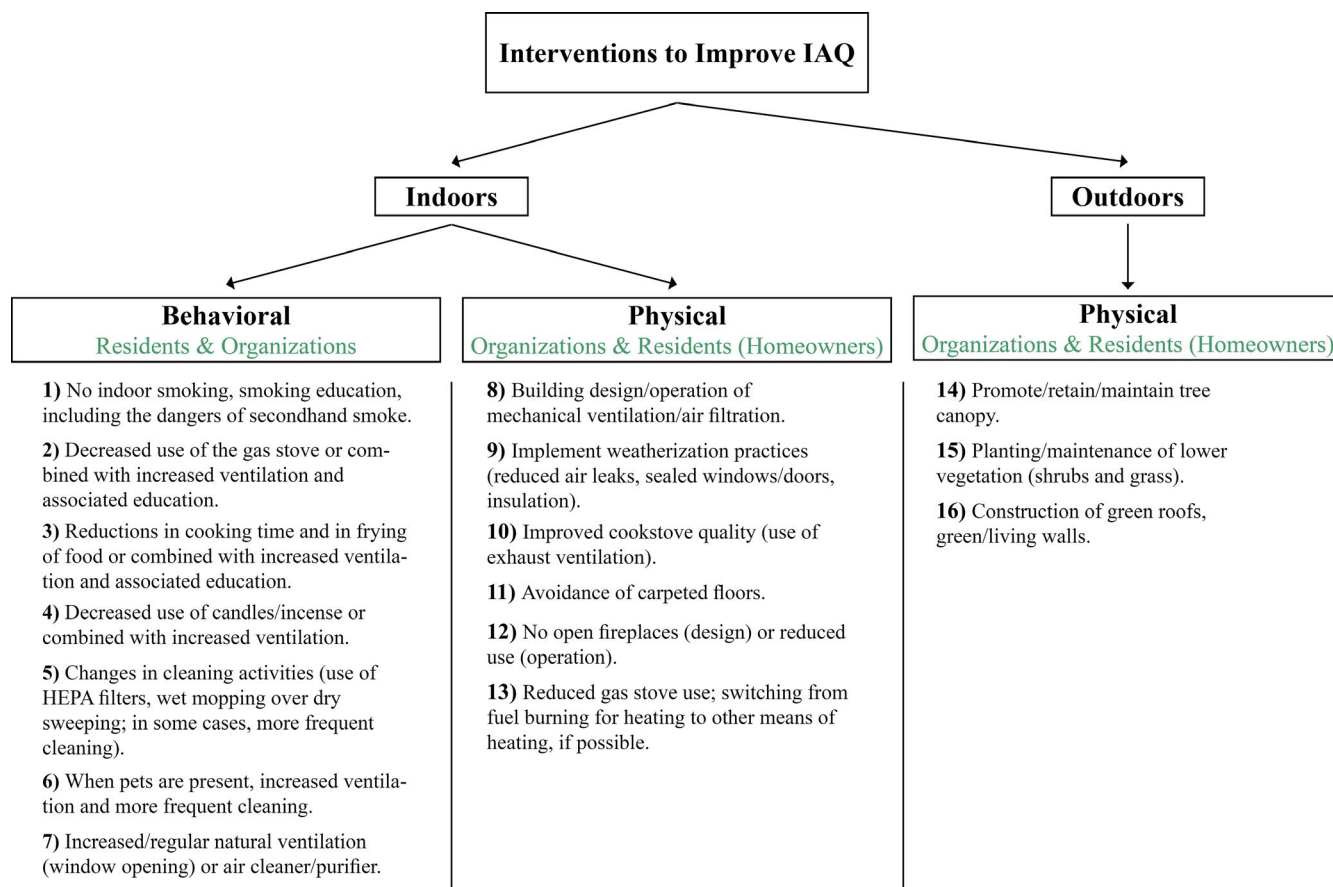 Interventions to Improve IAQ
Indoors
Outdoors
Behavioral
Residents & Organizations
1) No indoor smoking, smoking education,
including the dangers of secondhand smoke.
2) Decreased use of the gas stove or com-
bined with increased ventilation and
associated education.
3) Reductions in cooking time and in frying
of food or combined with increased ventila-
tion and associated education.
4) Decreased use of candles/incense or
combined with increased ventilation.
5) Changes in cleaning activities (use of
HEPA filters, wet mopping over dry
sweeping; in some cases, more frequent
cleaning).
6) When pets are present, increased ventila-
tion and more frequent cleaning.
7) Increased/regular natural ventilation
(window opening) or air cleaner/purifier.
Physical
Organizations & Residents (Homeowners)
8) Building design/operation of
mechanical ventilation/air filtration.
9) Implement weatherization practices
(reduced air leaks, sealed windows/doors,
insulation).
10) Improved cookstove quality (use of
exhaust ventilation).
11) Avoidance of carpeted floors.
12) No open fireplaces (design) or reduced
use (operation).
13) Reduced gas stove use; switching from
fuel burning for heating to other means of
heating, if possible.
Physical
Organizations & Residents (Homeowners)
14) Promote/retain/maintain tree
canopy.
15) Planting/maintenance of lower
vegetation (shrubs and grass).
16) Construction of green roofs,
green/living walls.